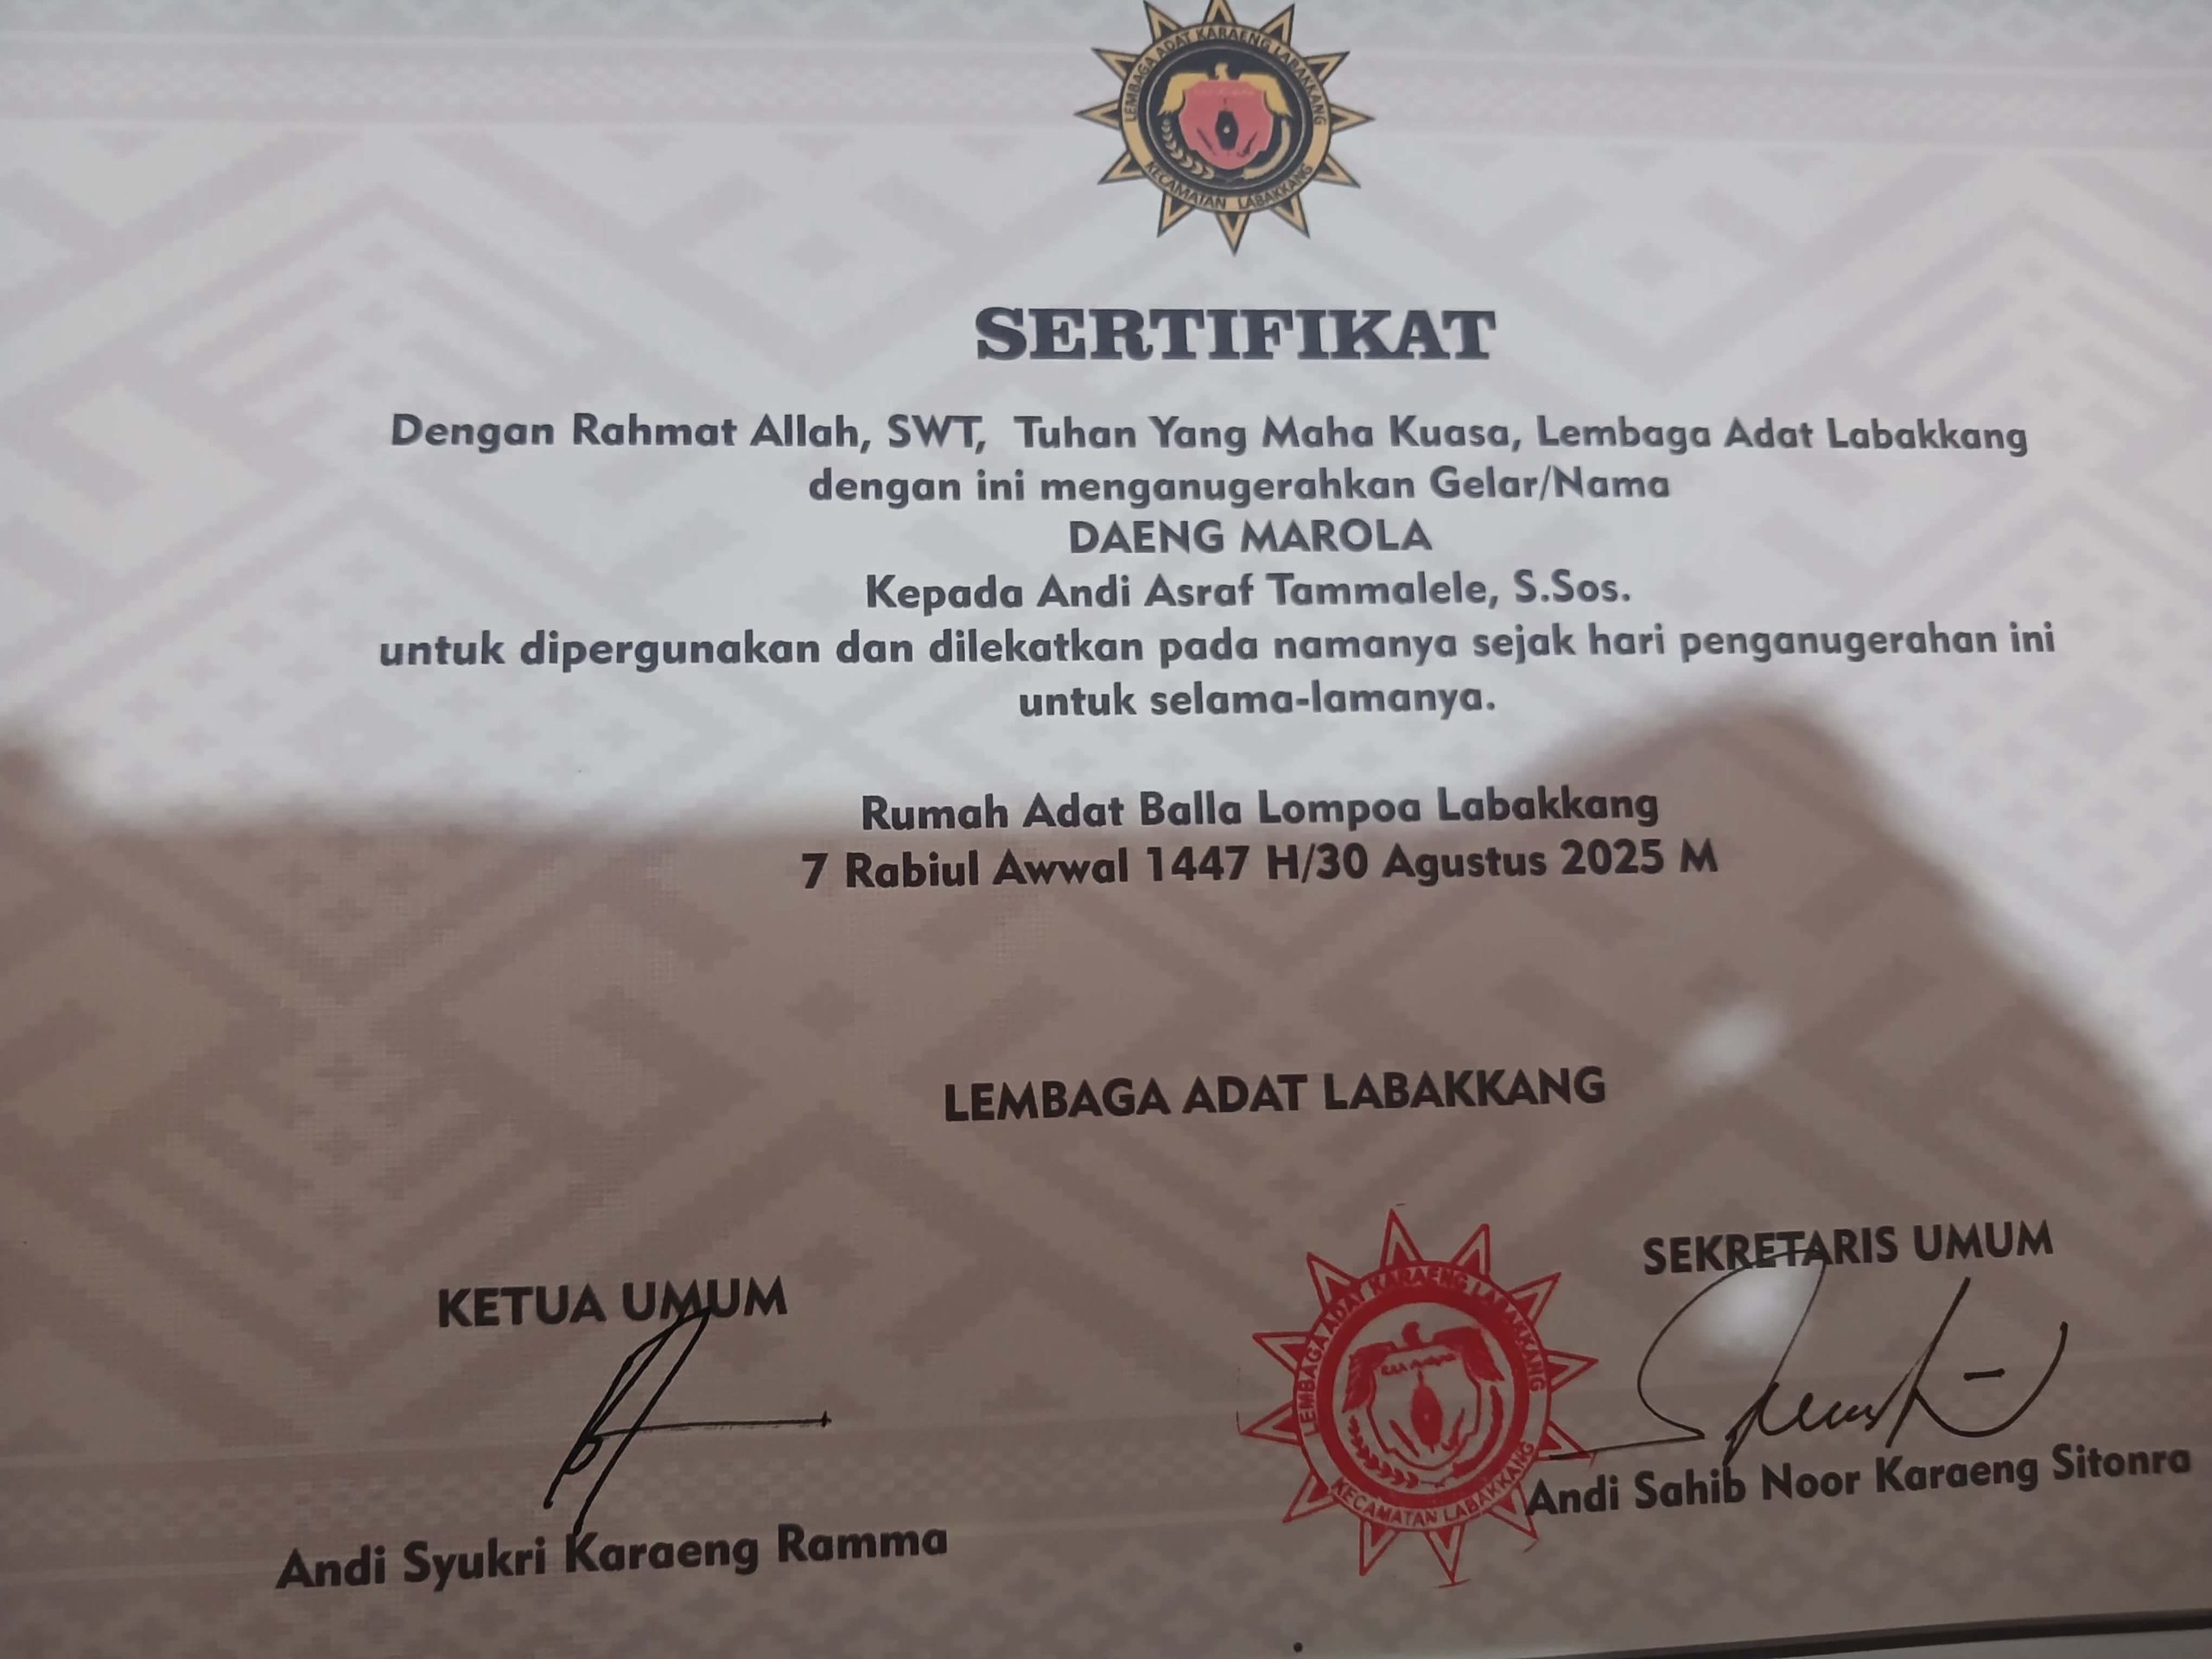 LEMBAGA ADAT KARAENG LABAKKANG
KECAMATAN LABAKKANG
SERTIFIKAT
Dengan Rahmat Allah, SWT, Tuhan Yang Maha Kuasa, Lembaga Adat Labakkang
dengan ini menganugerahkan Gelar/Nama
DAENG MAROLA
Kepada Andi Asraf Tammalele, S.Sos.
untuk dipergunakan dan dilekatkan pada namanya sejak hari penganugerahan ini
untuk selama-lamanya.
Rumah Adat Balla Lompoa Labakkang
7 Rabiul Awwal 1447 H/30 Agustus 2025 M
LEMBAGA ADAT LABAKKANG
KETUA UMUM
SEKRETARIS UMUM
LEMBAGA ADAT KARAENG LABAKKANG
KECAMATAN LABAKKANG
Andi Syukri Karaeng Ramma
Andi Sahib Noor Karaeng Sitonra